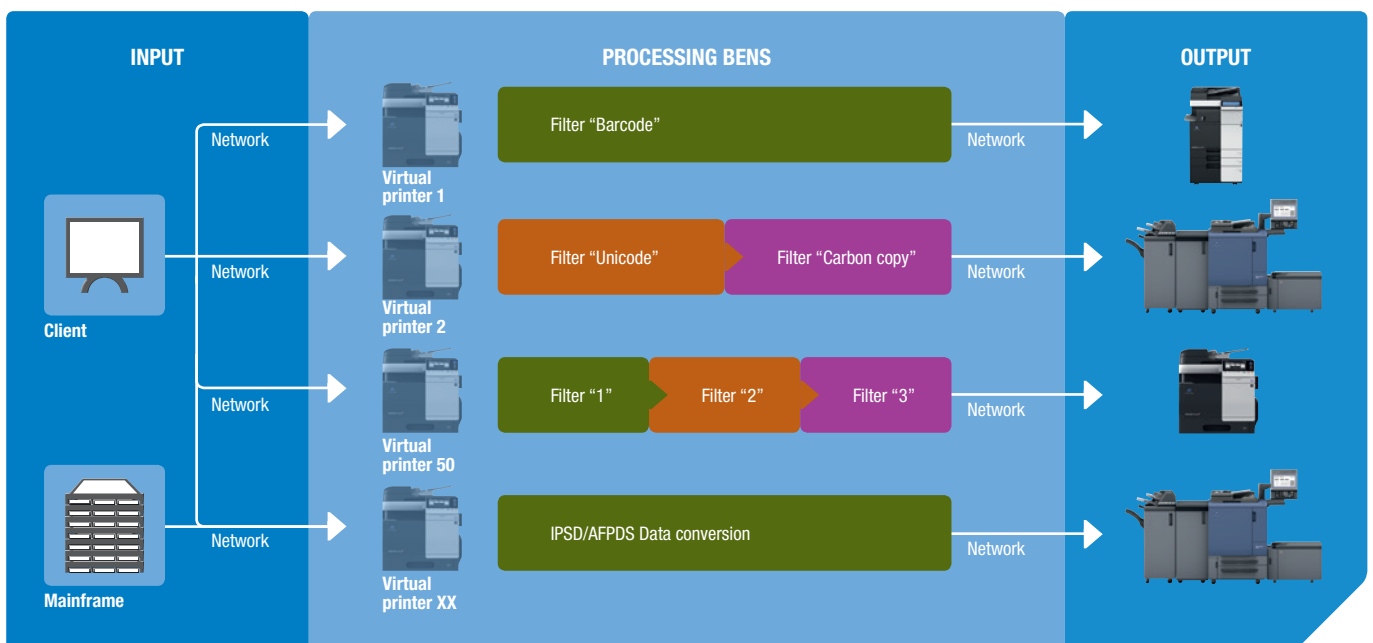 INPUT
PROCESSING BENS
OUTPUT
Network
Virtual
printer 1
Filter “Barcode”
Network
Client
Network
Virtual
printer 2
Filter “Unicode”
Filter “Carbon copy”
Network
Network
Virtual
printer 50
Filter “1”
Filter “2”
Filter “3”
Network
Mainframe
Network
Virtual
printer XX
IPSD/AFPDS Data conversion
Network